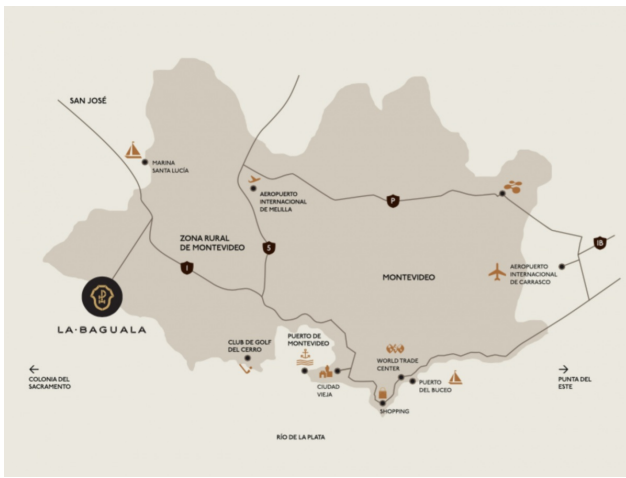 SAN JOSÉ
MARINA
SANTA LUCÍA
AEROPUERTO
INTERNACIONAL
DE MELILLA
P
ZONA RURAL
DE MONTEVIDEO
5
1
IB
MONTEVIDEO
AEROPUERTO
INTERNACIONAL
DE CARRASCO
LA·BAGUALA
CLUB DE GOLF
DEL CERRO
PUERTO DE
MONTEVIDEO
WORLD TRADE
CENTER
CIUDAD
VIEJA
PUERTO
DEL BUCEO
SHOPPING
COLONIA DEL
SACRAMENTO
PUNTA DEL
ESTE
RÍO DE LA PLATA